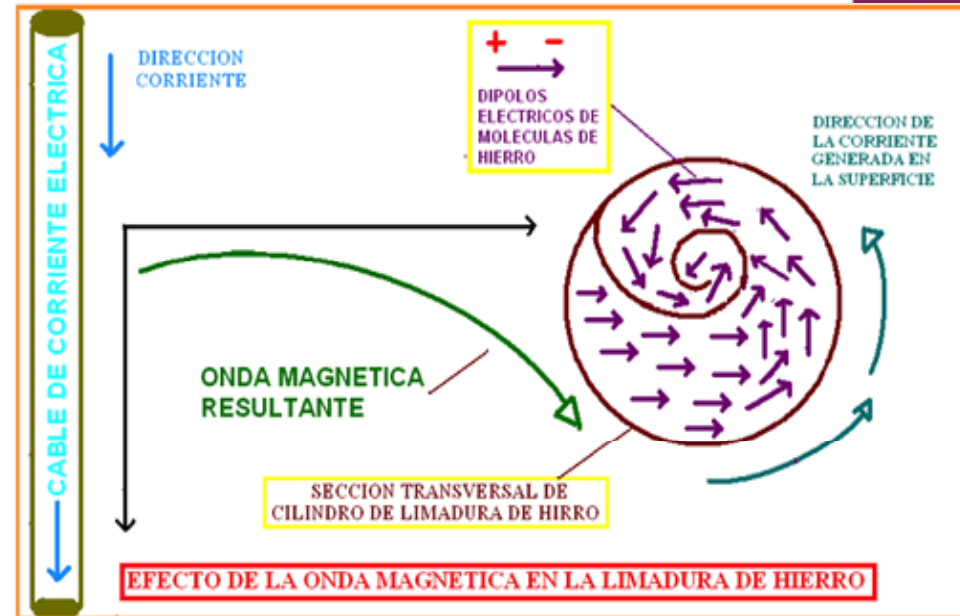 CABLE DE CORRIENTE ELECTRICA
DIRECCION
CORRIENTE
+ -
DIPOLOS
ELECTRICOS DE
MOLECULAS DE
HIERRO
DIRECCION DE
LA CORRIENTE
GENERADA EN
LA SUPERFICIE
ONDA MAGNETICA
RESULTANTE
SECCION TRANSVERSAL DE
CILINDRO DE LIMADURA DE HIRRO
EFECTO DE LA ONDA MAGNETICA EN LA LIMADURA DE HIERRO